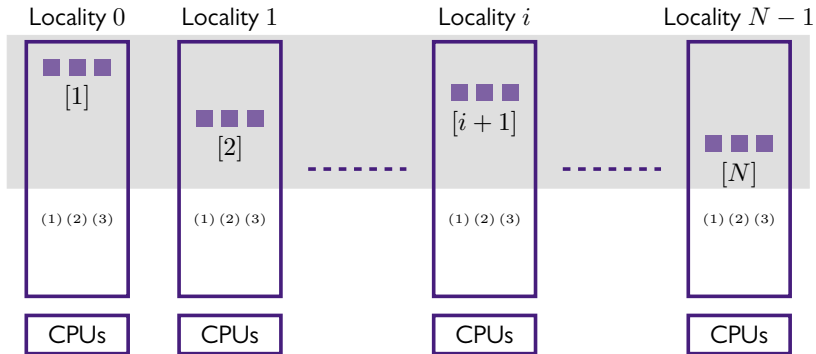 Locality 0 Locality 1 Locality i Locality N − 1
[1]
[2]
[i + 1]
[N]
(1) (2) (3) (1) (2) (3) (1) (2) (3) (1) (2) (3)
CPUs CPUs CPUs CPUs